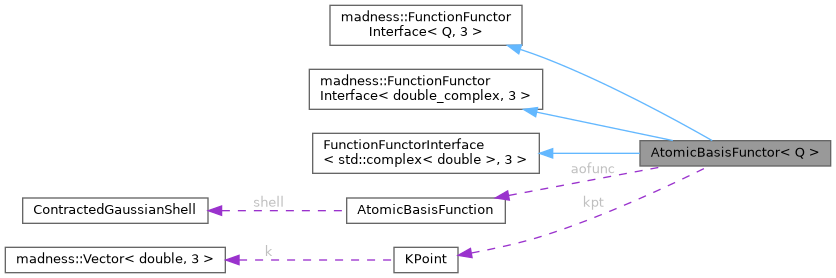 madness::FunctionFunctor
Interface< Q, 3 >
madness::FunctionFunctor
Interface< double_complex, 3 >
FunctionFunctorInterface
< std::complex< double >, 3 >
AtomicBasisFunctor< Q >
aofunc
ContractedGaussianShell
shell
AtomicBasisFunction
kpt
madness::Vector< double, 3 >
k
KPoint